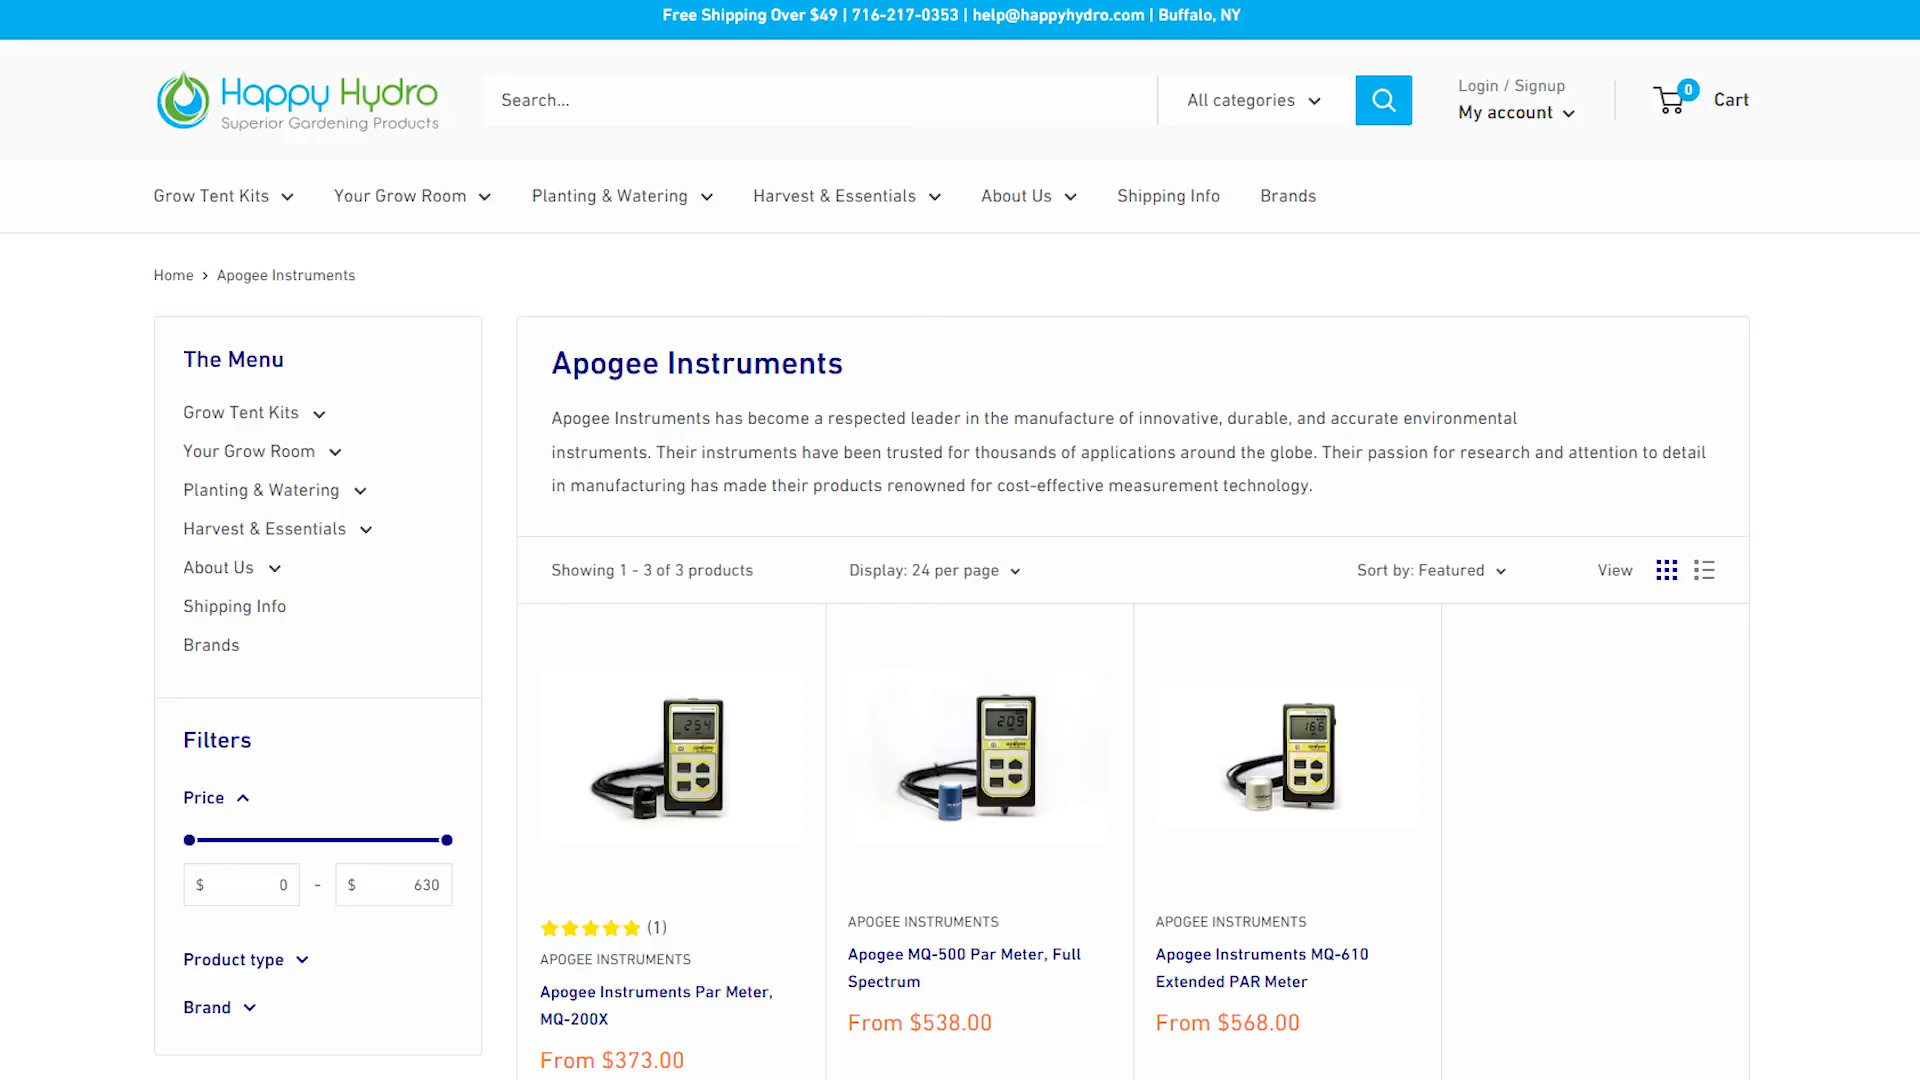 Free Shipping Over $49 | 716-217-0353 | help@happyhydro.com | Buffalo, NY
Happy Hydro
Superior Gardening Products
Search...
All categories
Login / Signup
My account
0
Cart
Grow Tent Kits
Your Grow Room
Planting & Watering
Harvest & Essentials
About Us
Shipping Info
Brands
Home
Apogee Instruments
The Menu
Grow Tent Kits
Your Grow Room
Planting & Watering
Harvest & Essentials
About Us
Shipping Info
Brands
Filters
Price
$ 0 - $ 630
Product type
Brand
Apogee Instruments
Apogee Instruments has become a respected leader in the manufacture of innovative, durable, and accurate environmental
instruments. Their instruments have been trusted for thousands of applications around the globe. Their passion for research and attention to detail
in manufacturing has made their products renowned for cost-effective measurement technology.
Showing 1 - 3 of 3 products
Display: 24 per page
Sort by: Featured
View
254
(1)
APOGEE INSTRUMENTS
Apogee Instruments Par Meter,
MQ-200X
From $373.00
209
APOGEE INSTRUMENTS
Apogee MQ-500 Par Meter, Full
Spectrum
From $538.00
166
APOGEE INSTRUMENTS
Apogee Instruments MQ-610
Extended PAR Meter
From $568.00